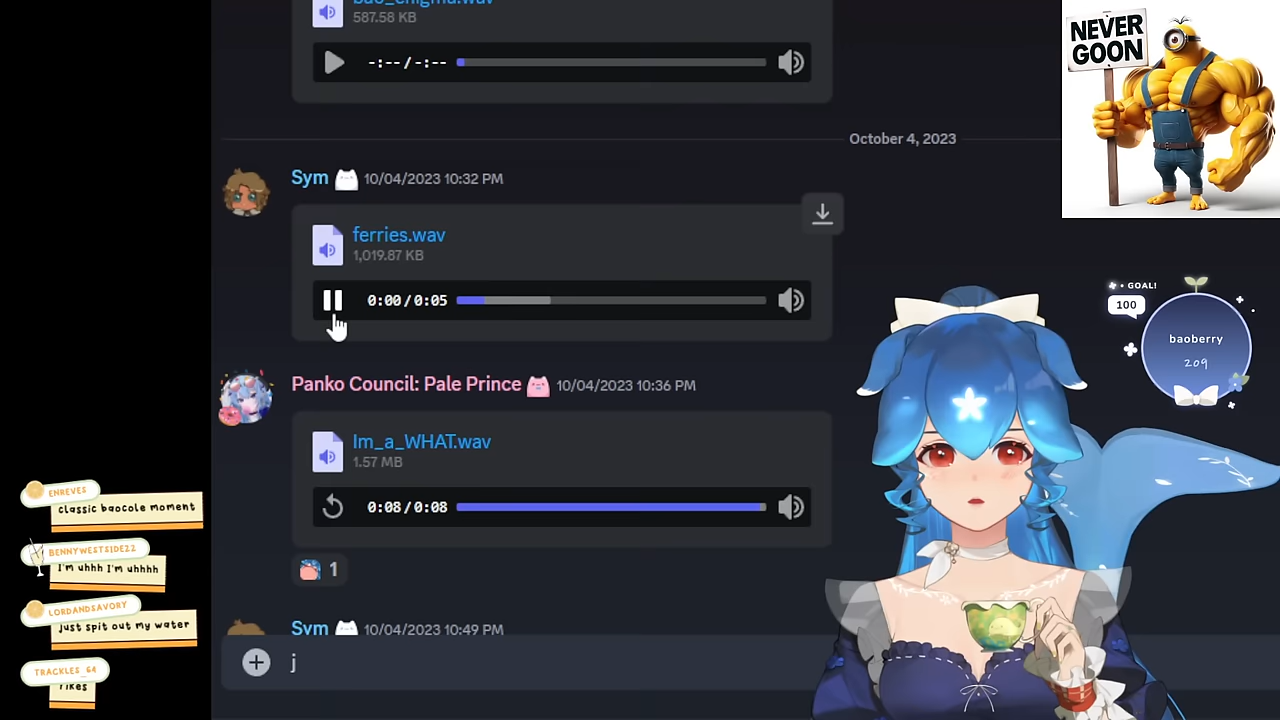 bao_enigma.wav
587.58 KB
-:--/-:--
NEVER
GOON
October 4, 2023
Sym 10/04/2023 10:32 PM
ferries.wav
1,019.87 KB
0:00/0:05
GOAL!
100
baoberry
209
Panko Council: Pale Prince 10/04/2023 10:36 PM
Im_a_WHAT.wav
1.57 MB
0:08/0:08
1
Sym 10/04/2023 10:49 PM
j
ENREVES
classic baocole moment
BENNYWESTSIDE22
I'm uhhh I'm uhhhh
LORDANDSAVORY
just spit out my water
TRACKLES_64